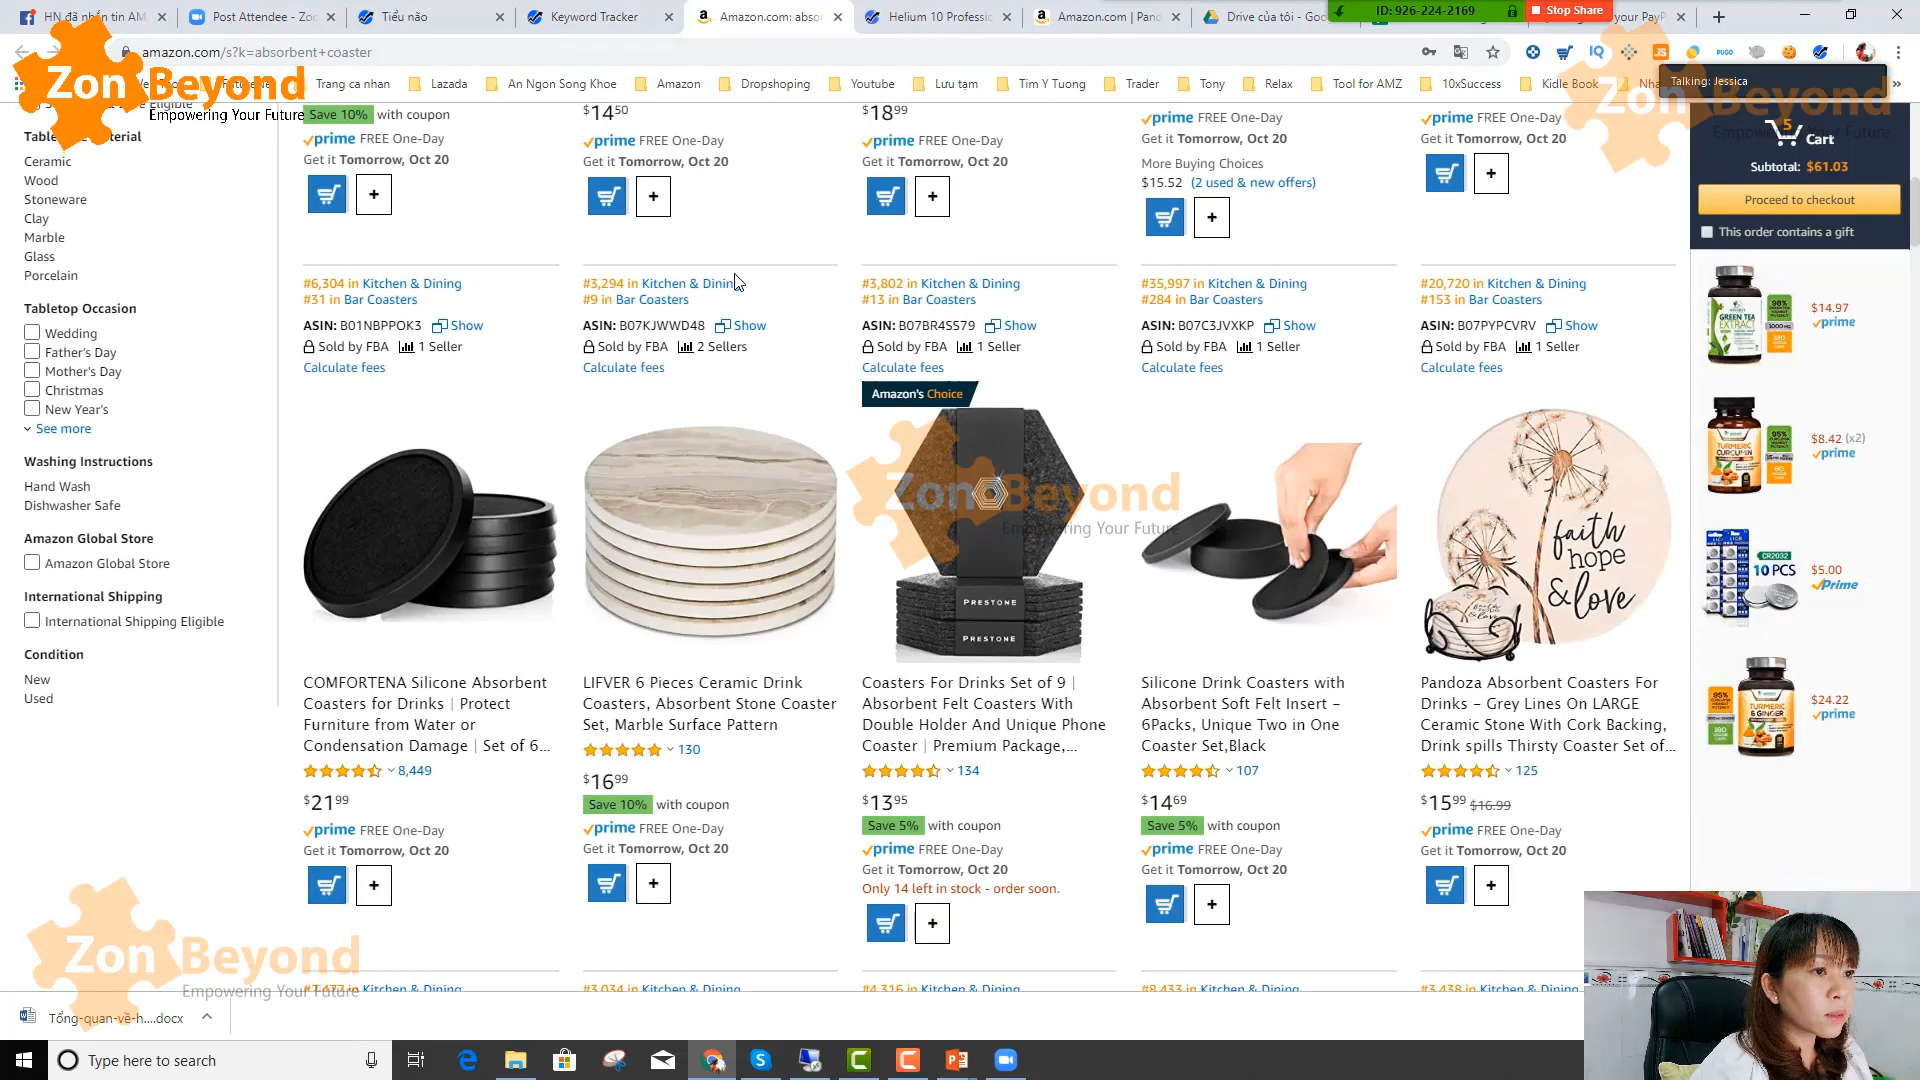 HN đã nhắn tin AM
Post Attendee - Zo
Tiểu não
Keyword Tracker
Amazon.com: abso
Helium 10 Professi
Amazon.com | Pan
Drive của tôi - Goo
ID: 926-224-2169
Stop Share
your PayP
amazon.com/s?k=absorbent+coaster
Trang ca nhan
Lazada
An Ngon Song Khoe
Amazon
Dropshoping
Youtube
Lưu tạm
Tim Y Tuong
Trader
Tony
Relax
Tool for AMZ
10xSuccess
Kidle Book
Talking: Jessica
Zon Beyond
Empowering Your Future
Ceramic
Wood
Stoneware
Clay
Marble
Glass
Porcelain
Tabletop Occasion
Wedding
Father's Day
Mother's Day
Christmas
New Year's
See more
Washing Instructions
Hand Wash
Dishwasher Safe
Amazon Global Store
Amazon Global Store
International Shipping
International Shipping Eligible
Condition
New
Used
Save 10% with coupon
prime FREE One-Day
Get it Tomorrow, Oct 20
$14.50
prime FREE One-Day
Get it Tomorrow, Oct 20
$18.99
prime FREE One-Day
Get it Tomorrow, Oct 20
prime FREE One-Day
Get it Tomorrow, Oct 20
More Buying Choices
$15.52 (2 used & new offers)
prime FREE One-Day
Get it Tomorrow, Oct 20
#6,304 in Kitchen & Dining
#31 in Bar Coasters
ASIN: B01NBPPOK3 Show
Sold by FBA 1 Seller
Calculate fees
#3,294 in Kitchen & Dining
#9 in Bar Coasters
ASIN: B07KJWWD48 Show
Sold by FBA 2 Sellers
Calculate fees
#3,802 in Kitchen & Dining
#13 in Bar Coasters
ASIN: B07BR4SS79 Show
Sold by FBA 1 Seller
Calculate fees
#35,997 in Kitchen & Dining
#284 in Bar Coasters
ASIN: B07C3JVXKP Show
Sold by FBA 1 Seller
Calculate fees
#20,720 in Kitchen & Dining
#153 in Bar Coasters
ASIN: B07PYPCVRV Show
Sold by FBA 1 Seller
Calculate fees
Amazon's Choice
PRESTONE
PRESTONE
faith
hope
& love
Zon Beyond
Empowering Your Future
COMFORTENA Silicone Absorbent
Coasters for Drinks | Protect
Furniture from Water or
Condensation Damage | Set of 6...
8,449
$21.99
prime FREE One-Day
Get it Tomorrow, Oct 20
LIFVER 6 Pieces Ceramic Drink
Coasters, Absorbent Stone Coaster
Set, Marble Surface Pattern
130
$16.99
Save 10% with coupon
prime FREE One-Day
Get it Tomorrow, Oct 20
Coasters For Drinks Set of 9 |
Absorbent Felt Coasters With
Double Holder And Unique Phone
Coaster | Premium Package,...
134
$13.95
Save 5% with coupon
prime FREE One-Day
Get it Tomorrow, Oct 20
Only 14 left in stock - order soon.
Silicone Drink Coasters with
Absorbent Soft Felt Insert –
6Packs, Unique Two in One
Coaster Set,Black
107
$14.69
Save 5% with coupon
prime FREE One-Day
Get it Tomorrow, Oct 20
Pandoza Absorbent Coasters For
Drinks – Grey Lines On LARGE
Ceramic Stone With Cork Backing,
Drink spills Thirsty Coaster Set of...
125
$15.99 $16.99
prime FREE One-Day
Get it Tomorrow, Oct 20
#7,477 in Kitchen & Dining
#3,034 in Kitchen & Dining
#4,316 in Kitchen & Dining
#8,433 in Kitchen & Dining
#3,438 in Kitchen & Dining
5
Cart
Subtotal: $61.03
Proceed to checkout
This order contains a gift
GREEN TEA
EXTRACT
$14.97
prime
TURMERIC
CURCUMIN
$8.42 (x2)
prime
CR2032
10 PCS
$5.00
Prime
TURMERIC
& GINGER
$24.22
prime
Zon Beyond
Empowering Your Future
Tổng-quan-về-h....docx
Type here to search